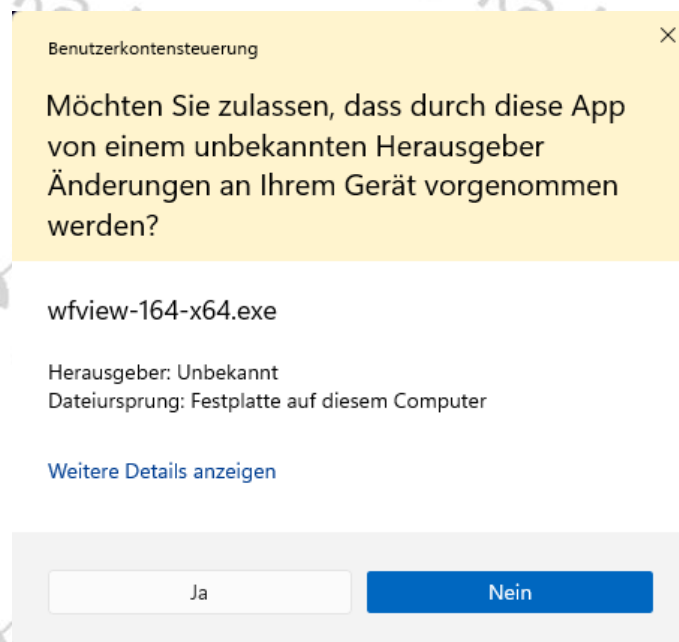 Benutzerkontensteuerung
Möchten Sie zulassen, dass durch diese App
von einem unbekannten Herausgeber
Änderungen an Ihrem Gerät vorgenommen
werden?
wfview-164-x64.exe
Herausgeber: Unbekannt
Dateiursprung: Festplatte auf diesem Computer
Weitere Details anzeigen
Ja
Nein